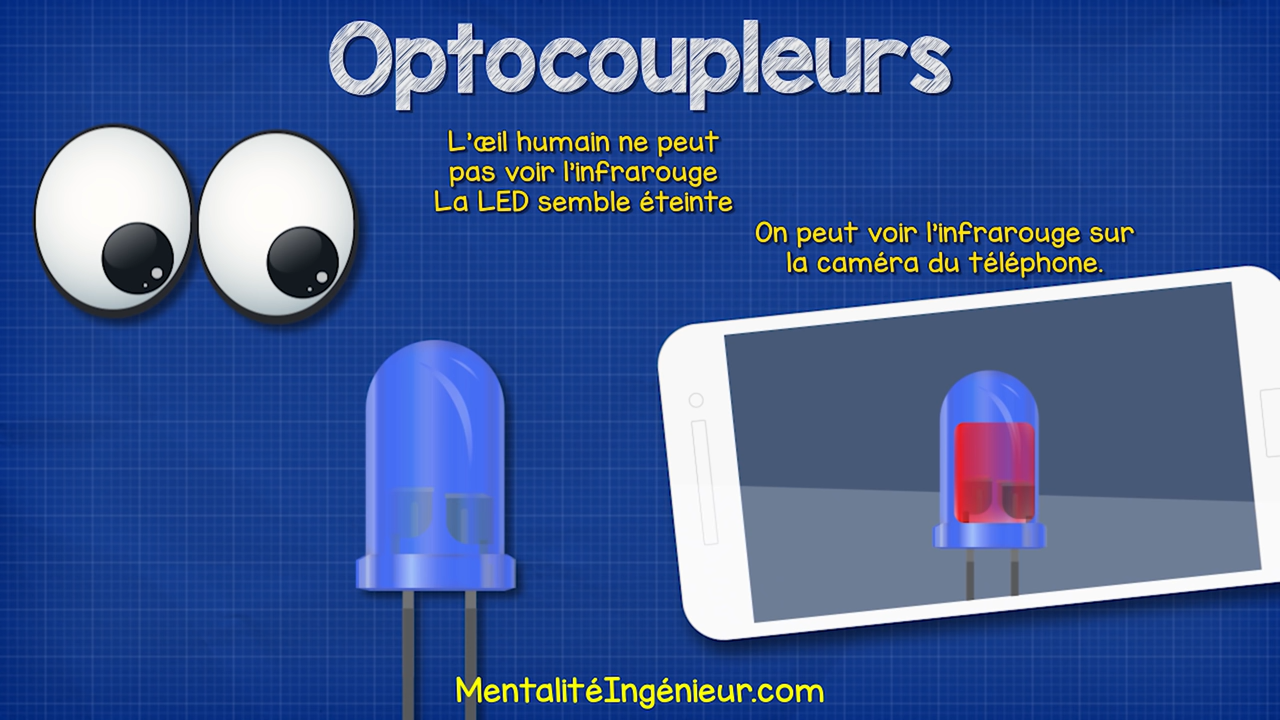 Optocoupleurs
L'œil humain ne peut
pas voir l'infrarouge
La LED semble éteinte
On peut voir l'infrarouge sur
la caméra du téléphone.
MentalitéIngénieur.com